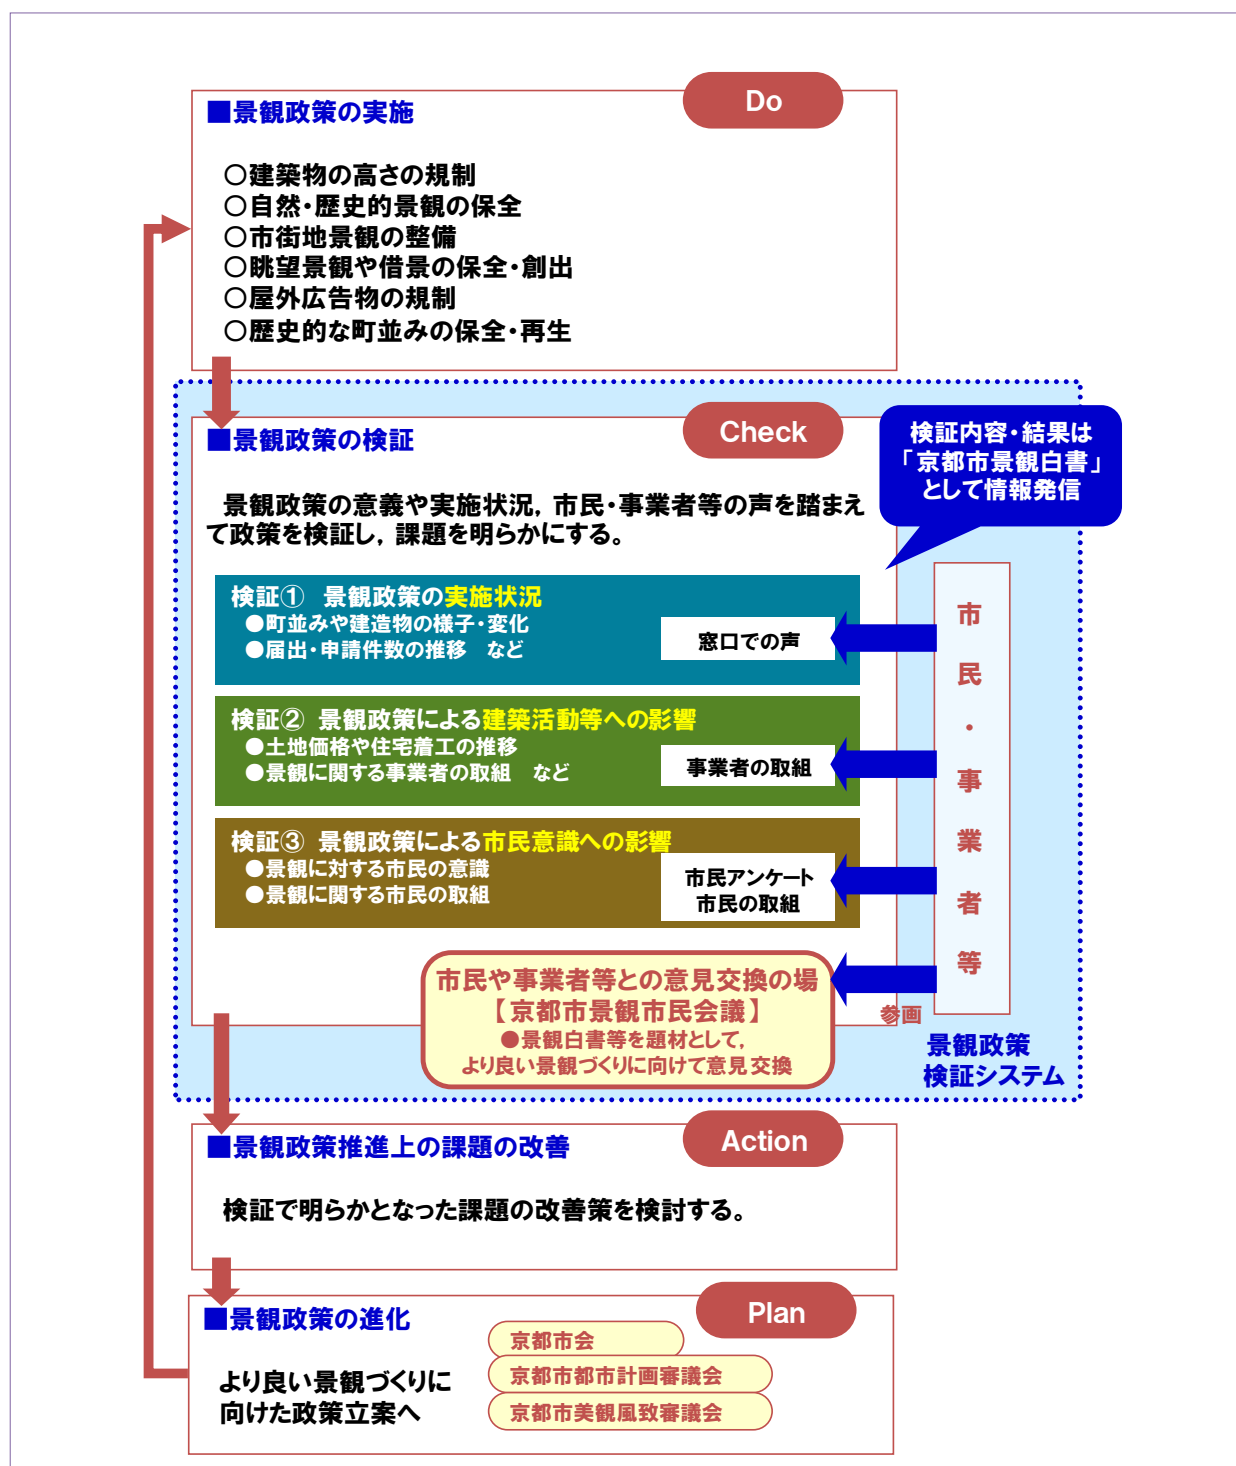 Do
■景観政策の実施
○建築物の高さの規制
○自然・歴史的景観の保全
○市街地景観の整備
○眺望景観や借景の保全・創出
○屋外広告物の規制
○歴史的な町並みの保全・再生
Check
■景観政策の検証
検証内容・結果は
「京都市景観白書」
として情報発信
景観政策の意義や実施状況，市民・事業者等の声を踏まえ
て政策を検証し，課題を明らかにする。
検証① 景観政策の実施状況
●町並みや建造物の様子・変化
●届出・申請件数の推移 など
窓口での声
検証② 景観政策による建築活動等への影響
●土地価格や住宅着工の推移
●景観に関する事業者の取組 など
事業者の取組
検証③ 景観政策による市民意識への影響
●景観に対する市民の意識
●景観に関する市民の取組
市民アンケート
市民の取組
市民・事業者等
市民や事業者等との意見交換の場
【京都市景観市民会議】
●景観白書等を題材として，
より良い景観づくりに向けて意見交換
参画
景観政策
検証システム
Action
■景観政策推進上の課題の改善
検証で明らかとなった課題の改善策を検討する。
Plan
■景観政策の進化
より良い景観づくりに
向けた政策立案へ
京都市会
京都市都市計画審議会
京都市美観風致審議会